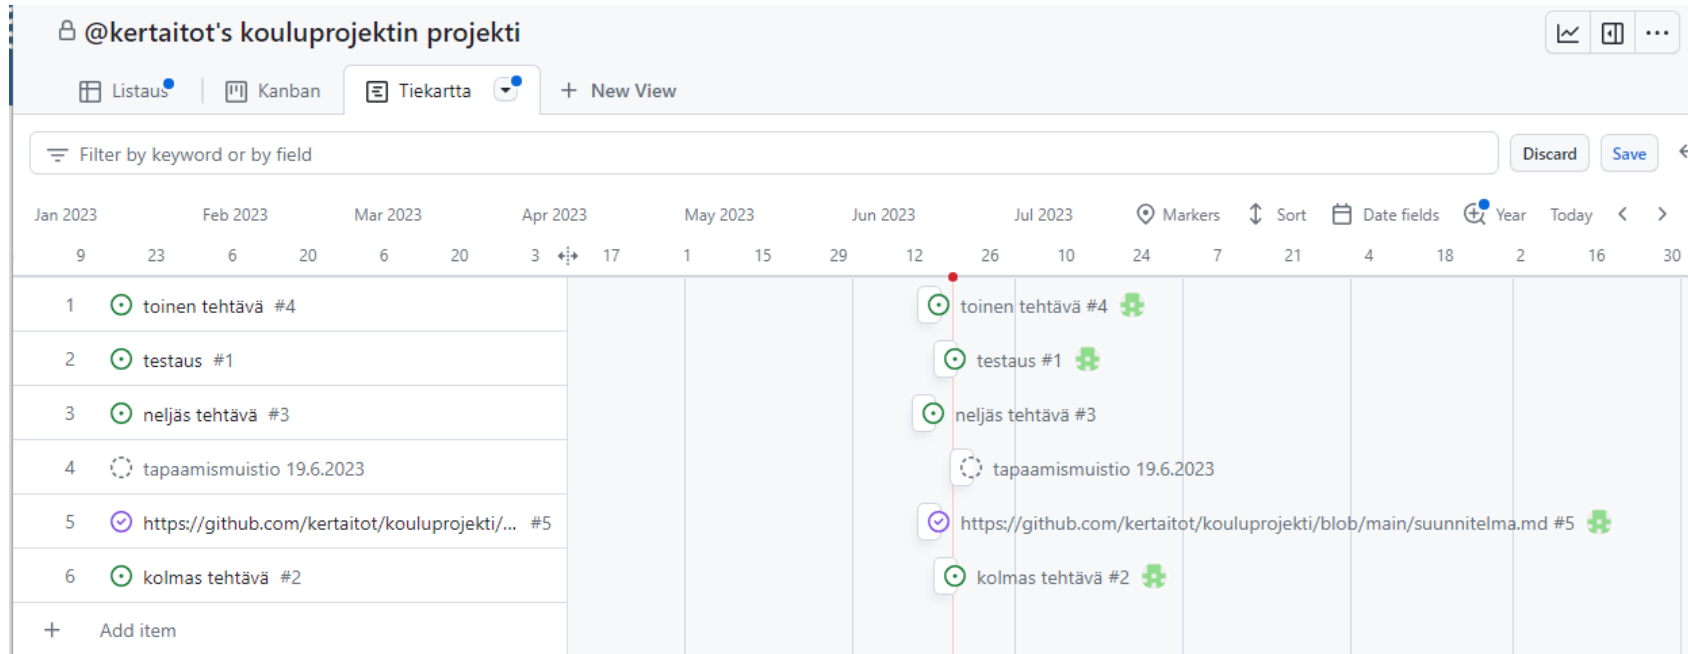 @kertaitot's kouluprojektin projekti
Listaus Kanban Tiekartta New View
Filter by keyword or by field Discard Save
Jan 2023 Feb 2023 Mar 2023 Apr 2023 May 2023 Jun 2023 Jul 2023 Markers Sort Date fields Year Today
9 23 6 20 6 20 3 17 1 15 29 12 26 10 24 7 21 4 18 2 16 30
1 toinen tehtävä #4 toinen tehtävä #4
2 testaus #1 testaus #1
3 neljäs tehtävä #3 neljäs tehtävä #3
4 tapaamismuistio 19.6.2023 tapaamismuistio 19.6.2023
5 https://github.com/kertaitot/kouluprojekti/... #5 https://github.com/kertaitot/kouluprojekti/blob/main/suunnitelma.md #5
6 kolmas tehtävä #2 kolmas tehtävä #2
+ Add item